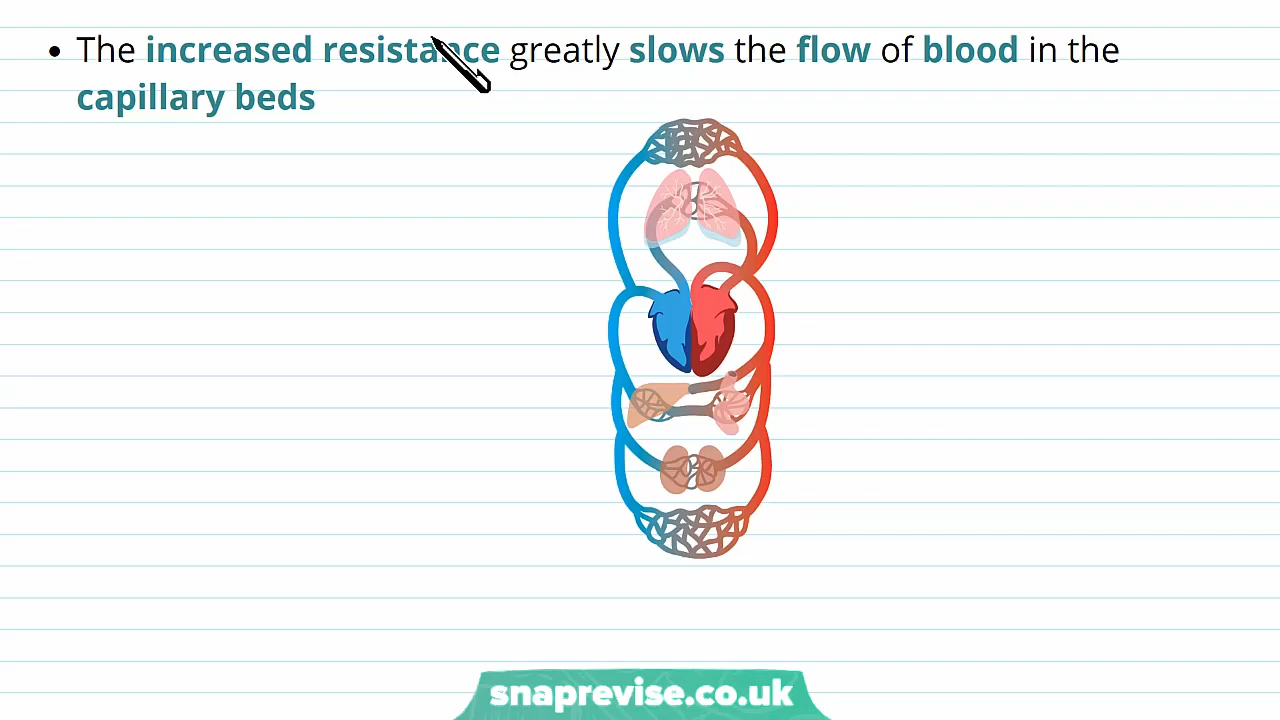 • The increased resistance greatly slows the flow of blood in the
capillary beds
snaprevise.co.uk